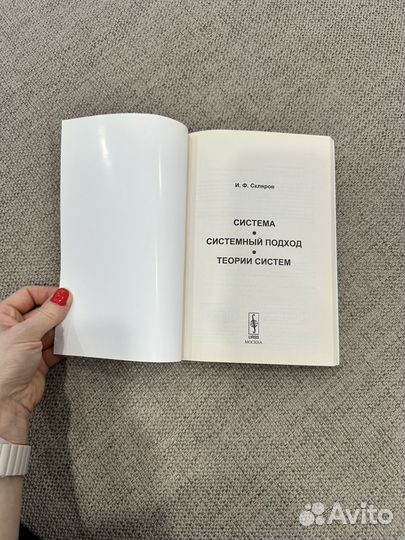 И. Ф. Скляров
СИСТЕМА
•
СИСТЕМНЫЙ ПОДХОД
•
ТЕОРИИ СИСТЕМ
URSS
МОСКВА
Avito